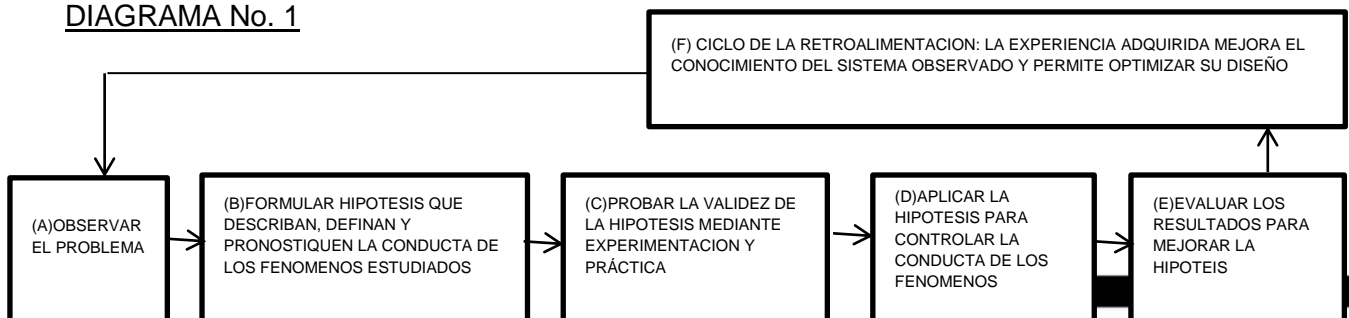 DIAGRAMA No. 1
(F) CICLO DE LA RETROALIMENTACION: LA EXPERIENCIA ADQUIRIDA MEJORA EL
CONOCIMIENTO DEL SISTEMA OBSERVADO Y PERMITE OPTIMIZAR SU DISEÑO
(A)OBSERVAR
EL PROBLEMA
(B)FORMULAR HIPOTESIS QUE
DESCRIBAN, DEFINAN Y
PRONOSTIQUEN LA CONDUCTA DE
LOS FENOMENOS ESTUDIADOS
(C)PROBAR LA VALIDEZ DE
LA HIPOTESIS MEDIANTE
EXPERIMENTACION Y
PRÁCTICA
(D)APLICAR LA
HIPOTESIS PARA
CONTROLAR LA
CONDUCTA DE LOS
FENOMENOS
(E)EVALUAR LOS
RESULTADOS PARA
MEJORAR LA
HIPOTEIS